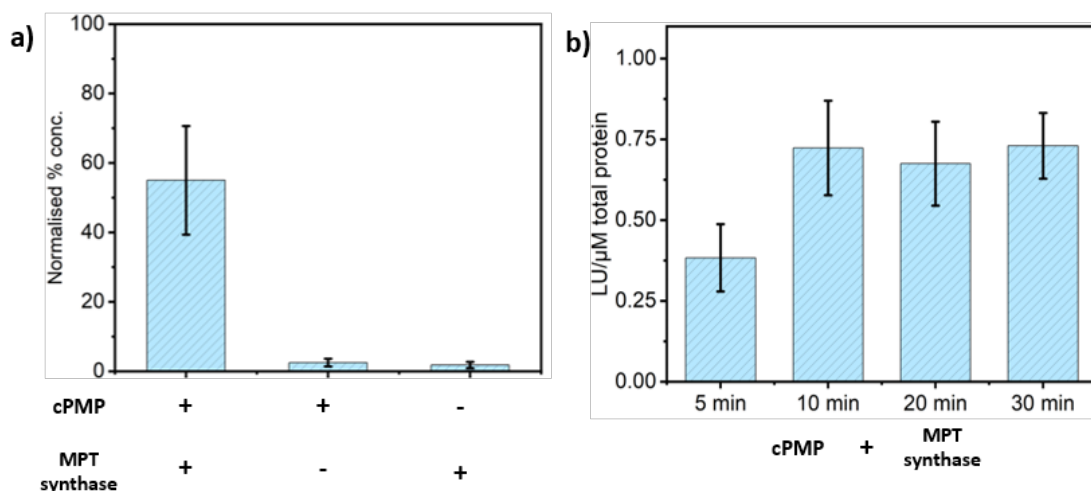 a)
Normalised % conc.
100
80
60
40
20
0
cPMP + + -
MPT
synthase + - +
b)
LU/µM total protein
1.00
0.75
0.50
0.25
0.00
5 min 10 min 20 min 30 min
cPMP + MPT
synthase